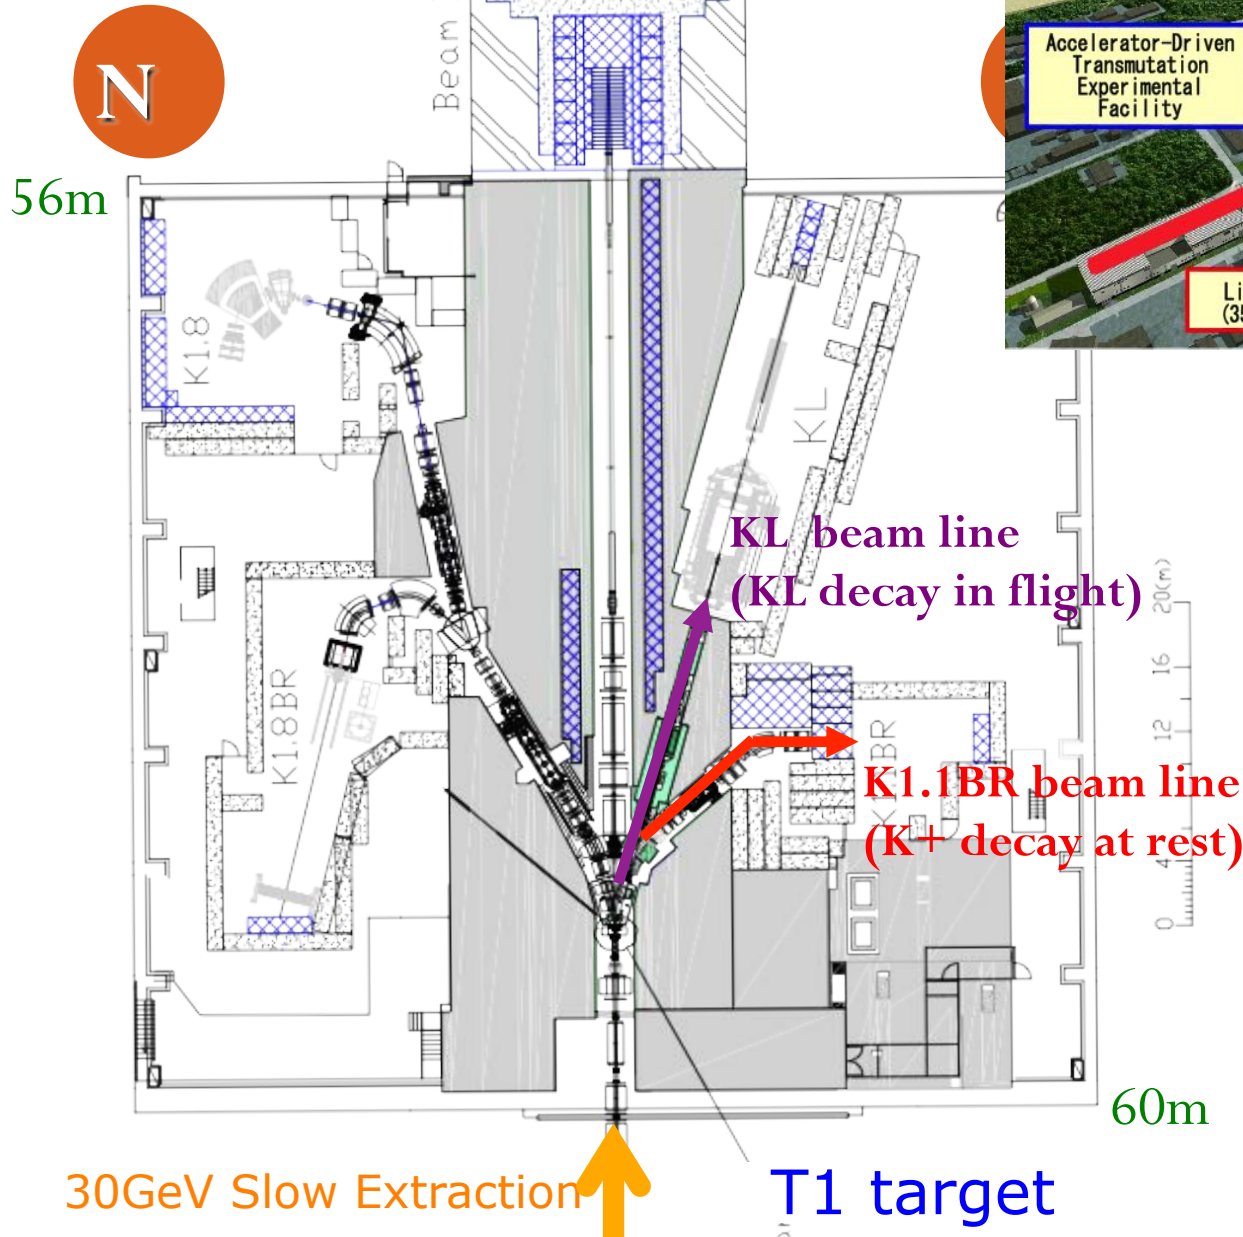 N
Beam
Accelerator-Driven
Transmutation
Experimental
Facility
56m
K1.8
KL
KL beam line
(KL decay in flight)
20(m)
16
12
4
0
K1.8BR
K1.1BR beam line
(K+ decay at rest)
60m
30GeV Slow Extraction
T1 target